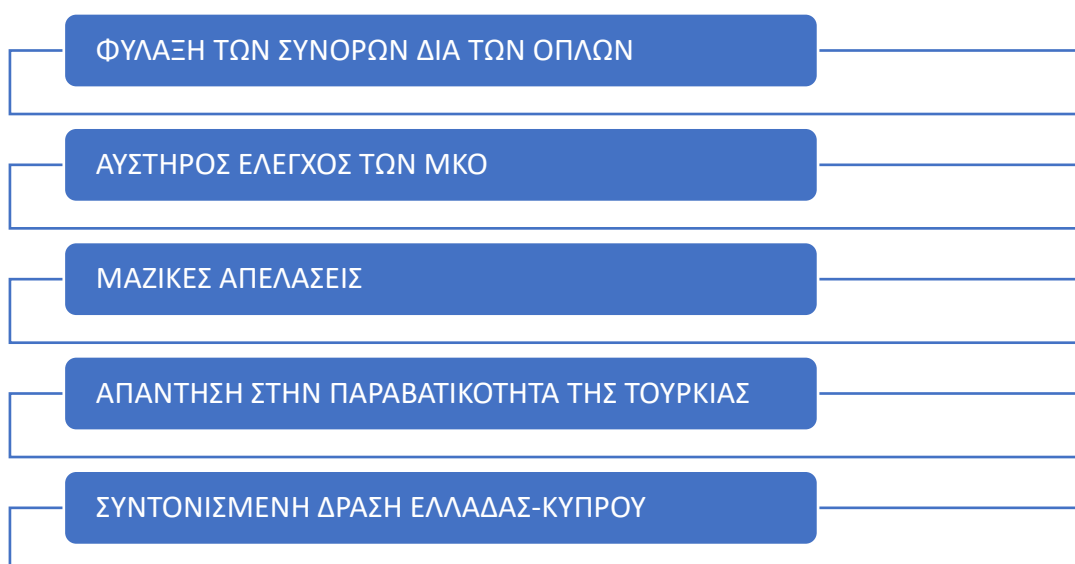 ΦΥΛΑΞΗ ΤΩΝ ΣΥΝΟΡΩΝ ΔΙΑ ΤΩΝ ΟΠΛΩΝ
ΑΥΣΤΗΡΟΣ ΕΛΕΓΧΟΣ ΤΩΝ ΜΚΟ
ΜΑΖΙΚΕΣ ΑΠΕΛΑΣΕΙΣ
ΑΠΑΝΤΗΣΗ ΣΤΗΝ ΠΑΡΑΒΑΤΙΚΟΤΗΤΑ ΤΗΣ ΤΟΥΡΚΙΑΣ
ΣΥΝΤΟΝΙΣΜΕΝΗ ΔΡΑΣΗ ΕΛΛΑΔΑΣ-ΚΥΠΡΟΥ